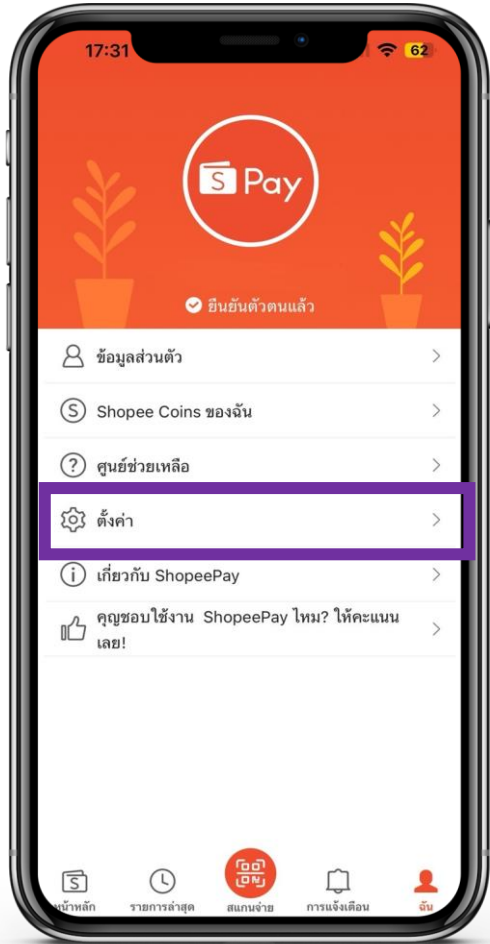 17:31
62
S Pay
ยืนยันตัวตนแล้ว
ข้อมูลส่วนตัว
Shopee Coins ของฉัน
ศูนย์ช่วยเหลือ
ตั้งค่า
เกี่ยวกับ ShopeePay
คุณชอบใช้งาน ShopeePay ไหม? ให้คะแนน
เลย!
หน้าหลัก รายการล่าสุด สแกนจ่าย การแจ้งเตือน ฉัน